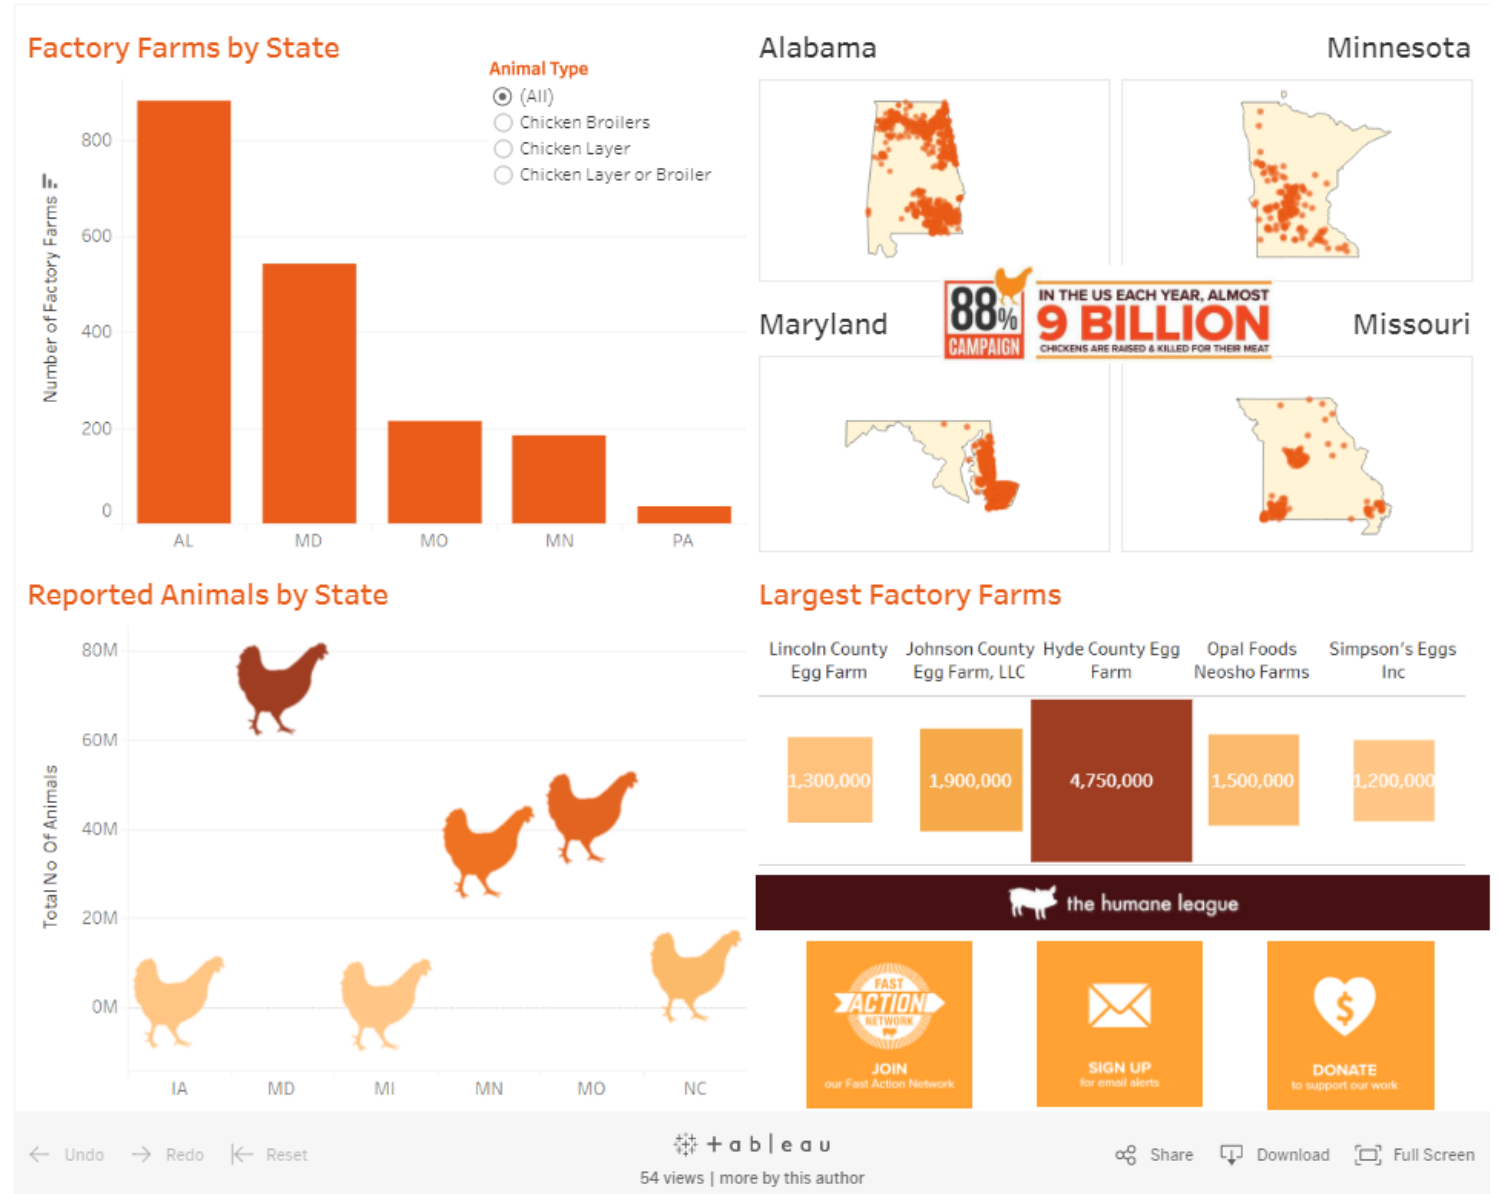 Factory Farms by State
Animal Type
(All)
Chicken Broilers
Chicken Layer
Chicken Layer or Broiler
Number of Factory Farms
800
600
400
200
0
AL MD MO MN PA
Alabama
Minnesota
Maryland
Missouri
88%
CAMPAIGN
IN THE US EACH YEAR, ALMOST
9 BILLION
CHICKENS ARE RAISED & KILLED FOR THEIR MEAT
Reported Animals by State
Total No Of Animals
80M
60M
40M
20M
0M
IA MD MI MN MO NC
Largest Factory Farms
Lincoln County
Egg Farm
Johnson County
Egg Farm, LLC
Hyde County Egg
Farm
Opal Foods
Neosho Farms
Simpson's Eggs
Inc
1,300,000 1,900,000 4,750,000 1,500,000 1,200,000
the humane league
FAST
ACTION
NETWORK
JOIN
our Fast Action Network
SIGN UP
for email alerts
$
DONATE
to support our work
Undo Redo Reset
+ a b | e a u
54 views | more by this author
Share Download Full Screen